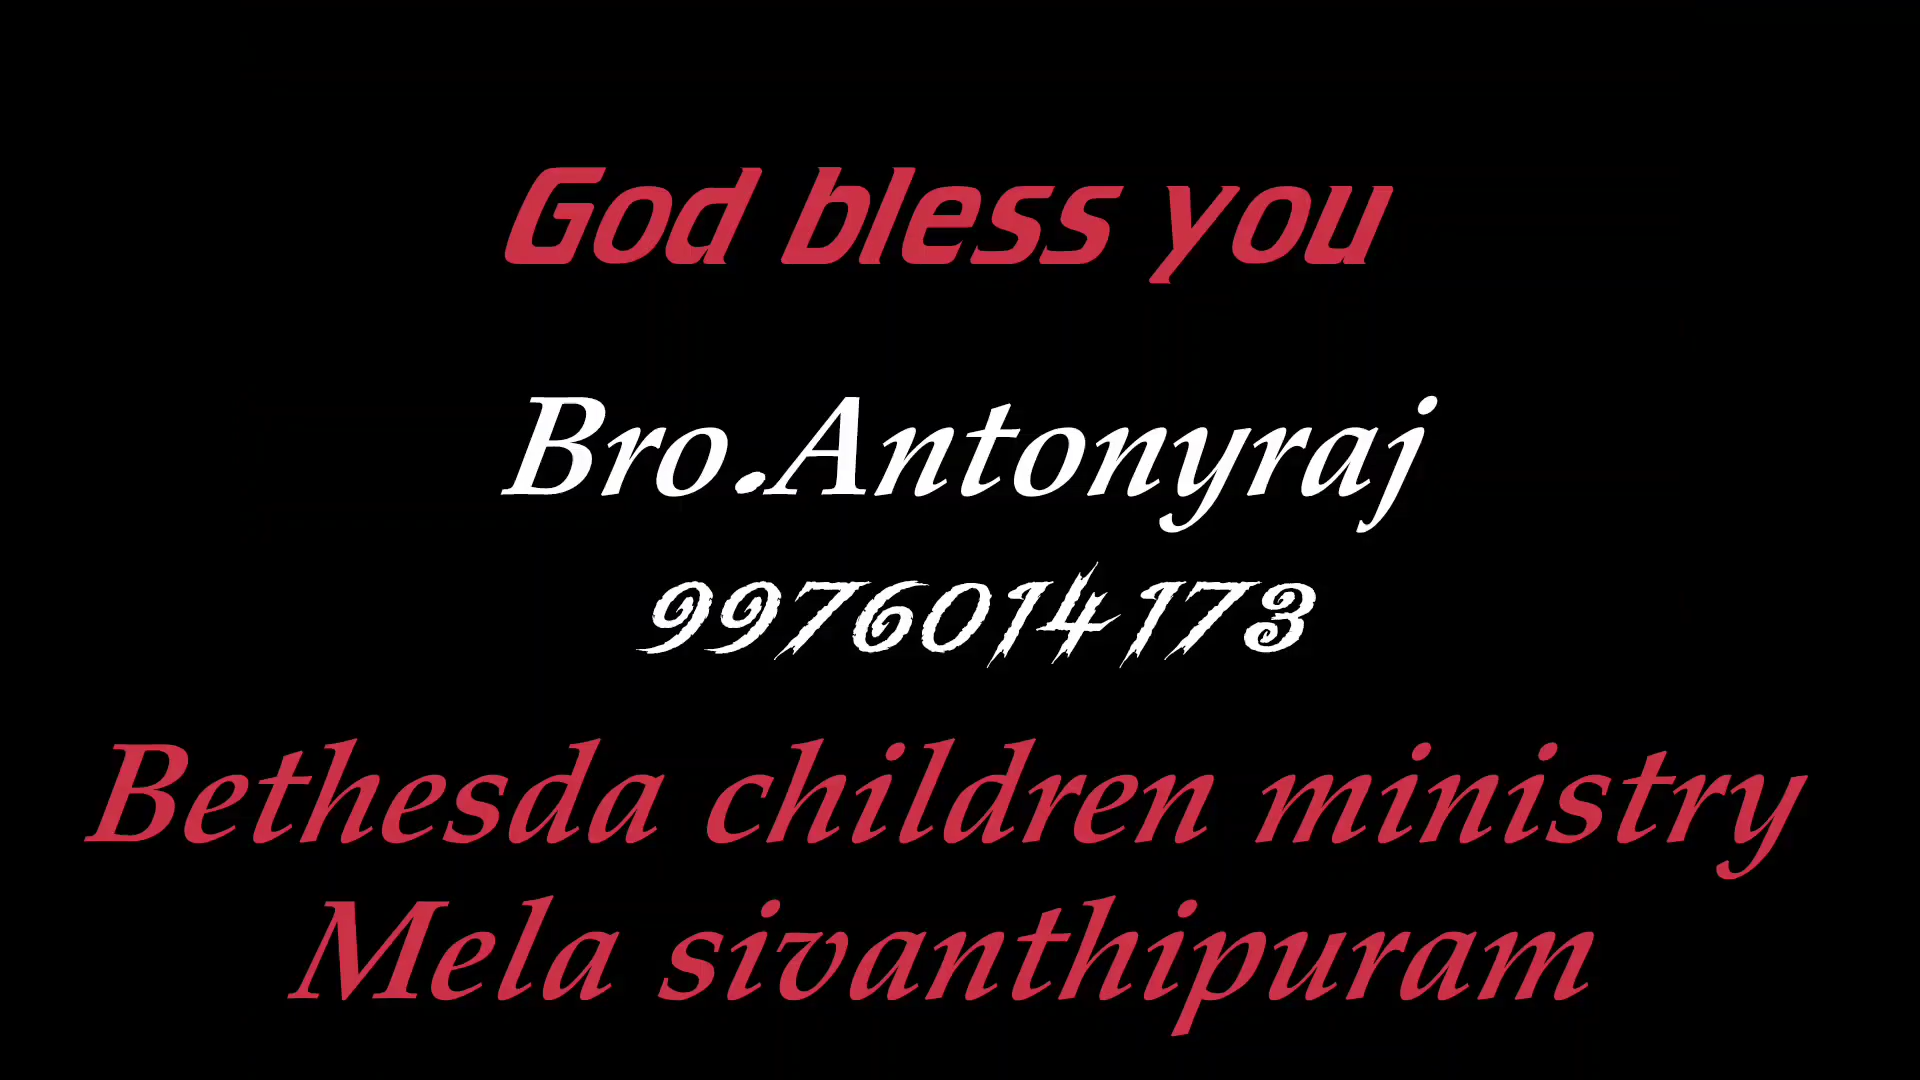 God bless you
Bro.Antonyraj
9976014173
Bethesda children ministry
Mela sivanthipuram